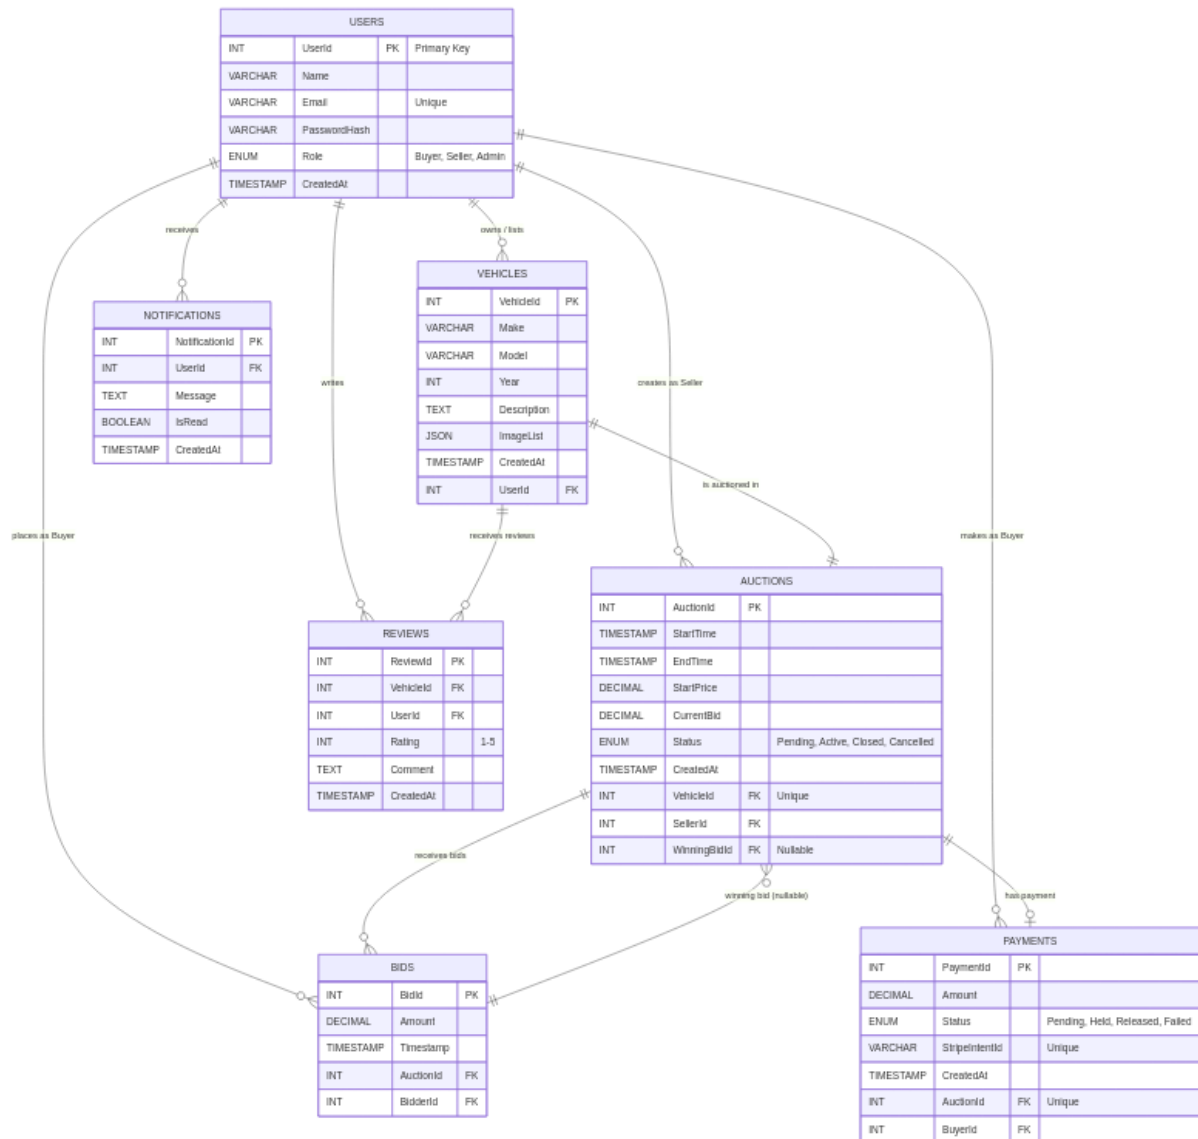 USERS
INT UserId PK Primary Key
VARCHAR Name
VARCHAR Email Unique
VARCHAR PasswordHash
ENUM Role Buyer, Seller, Admin
TIMESTAMP CreatedAt
receives
owns / lists
VEHICLES
INT VehicleId PK
VARCHAR Make
VARCHAR Model
INT Year
TEXT Description
JSON ImageList
TIMESTAMP CreatedAt
INT UserId FK
NOTIFICATIONS
INT NotificationId PK
INT UserId FK
TEXT Message
BOOLEAN IsRead
TIMESTAMP CreatedAt
writes
creates as Seller
is auctioned in
places as Buyer
receives reviews
makes as Buyer
AUCTIONS
INT AuctionId PK
TIMESTAMP StartTime
TIMESTAMP EndTime
DECIMAL StartPrice
DECIMAL CurrentBid
ENUM Status Pending, Active, Closed, Cancelled
TIMESTAMP CreatedAt
INT VehicleId FK Unique
INT SellerId FK
INT WinningBidId FK Nullable
REVIEWS
INT ReviewId PK
INT VehicleId FK
INT UserId FK
INT Rating 1-5
TEXT Comment
TIMESTAMP CreatedAt
receives bids
winning bid (nullable)
has payment
PAYMENTS
INT PaymentId PK
DECIMAL Amount
ENUM Status Pending, Held, Released, Failed
VARCHAR StripeIntentId Unique
TIMESTAMP CreatedAt
INT AuctionId FK Unique
INT BuyerId FK
BIDS
INT BidId PK
DECIMAL Amount
TIMESTAMP Timestamp
INT AuctionId FK
INT BidderId FK